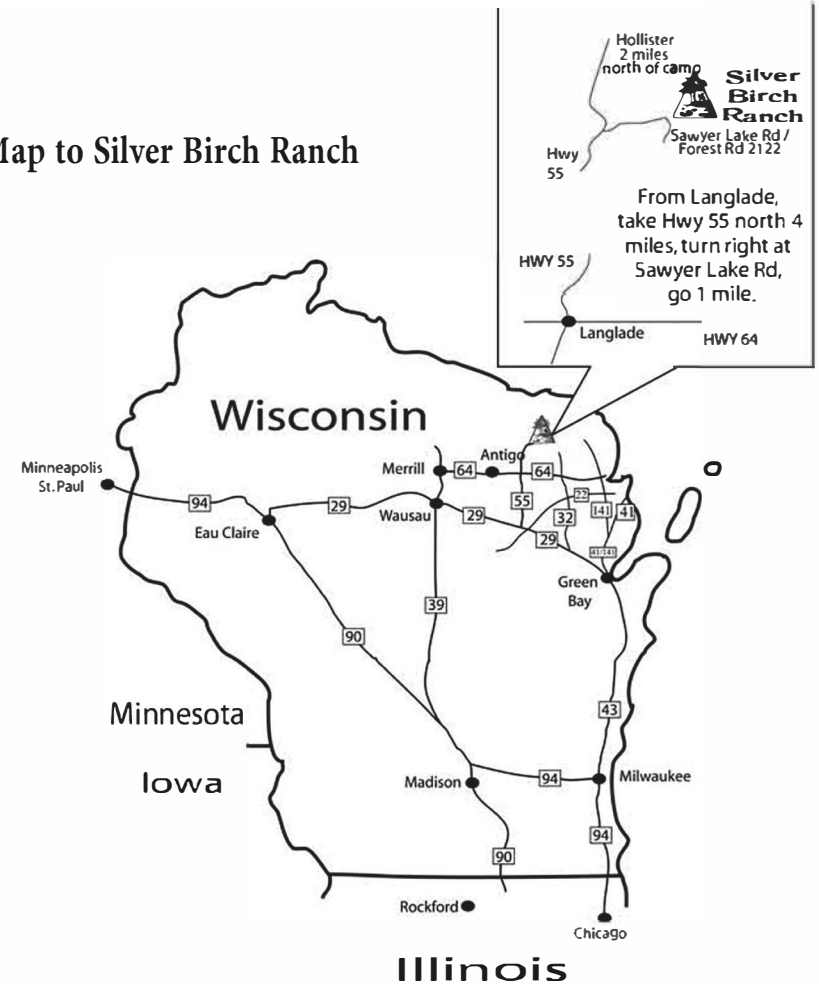 Map to Silver Birch Ranch
Hollister
2 miles
north of camp
Silver
Birch
Ranch
Sawyer Lake Rd /
Forest Rd 2122
Hwy
55
From Langlade,
take Hwy 55 north 4
miles, turn right at
Sawyer Lake Rd,
go 1 mile.
HWY 55
Langlade
HWY 64
Wisconsin
Minneapolis
St. Paul
Merrill
64
Antigo
64
94
Eau Claire
29
Wausau
29
55
22
32
141
41
29
41/141
Green
Bay
39
90
43
Minnesota
Iowa
Madison
94
Milwaukee
94
90
Rockford
Chicago
Illinois